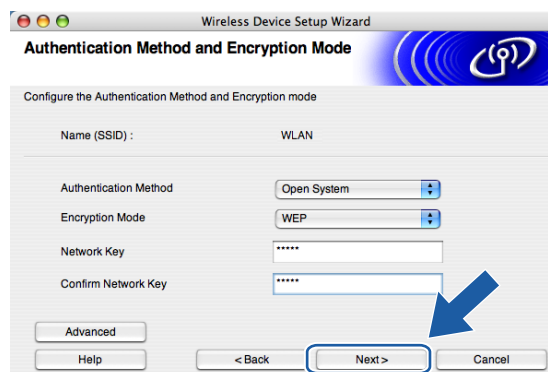 Wireless Device Setup Wizard
Authentication Method and Encryption Mode
Configure the Authentication Method and Encryption mode
Name (SSID) : WLAN
Authentication Method Open System
Encryption Mode WEP
Network Key *****
Confirm Network Key *****
Advanced
Help < Back Next > Cancel